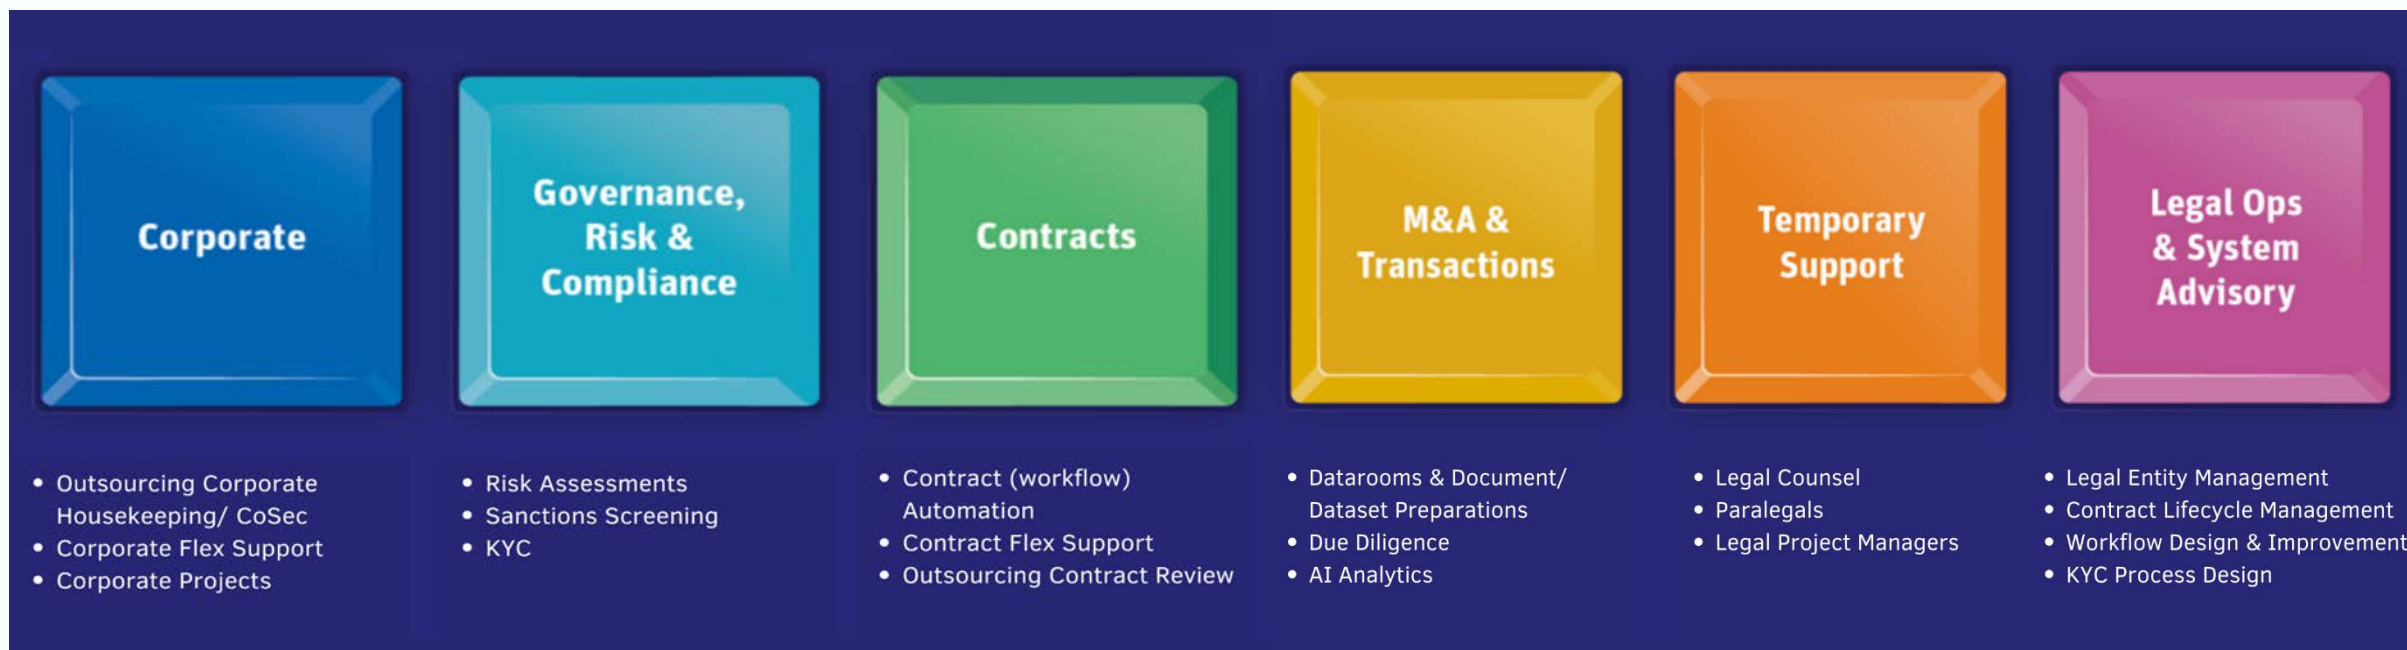 Corporate
• Outsourcing Corporate
Housekeeping/ CoSec
• Corporate Flex Support
• Corporate Projects
Governance,
Risk &
Compliance
• Risk Assessments
• Sanctions Screening
• KYC
Contracts
• Contract (workflow)
Automation
• Contract Flex Support
• Outsourcing Contract Review
M&A &
Transactions
• Datarooms & Document/
Dataset Preparations
• Due Diligence
• AI Analytics
Temporary
Support
• Legal Counsel
• Paralegals
• Legal Project Managers
Legal Ops
& System
Advisory
• Legal Entity Management
• Contract Lifecycle Management
• Workflow Design & Improvement
• KYC Process Design